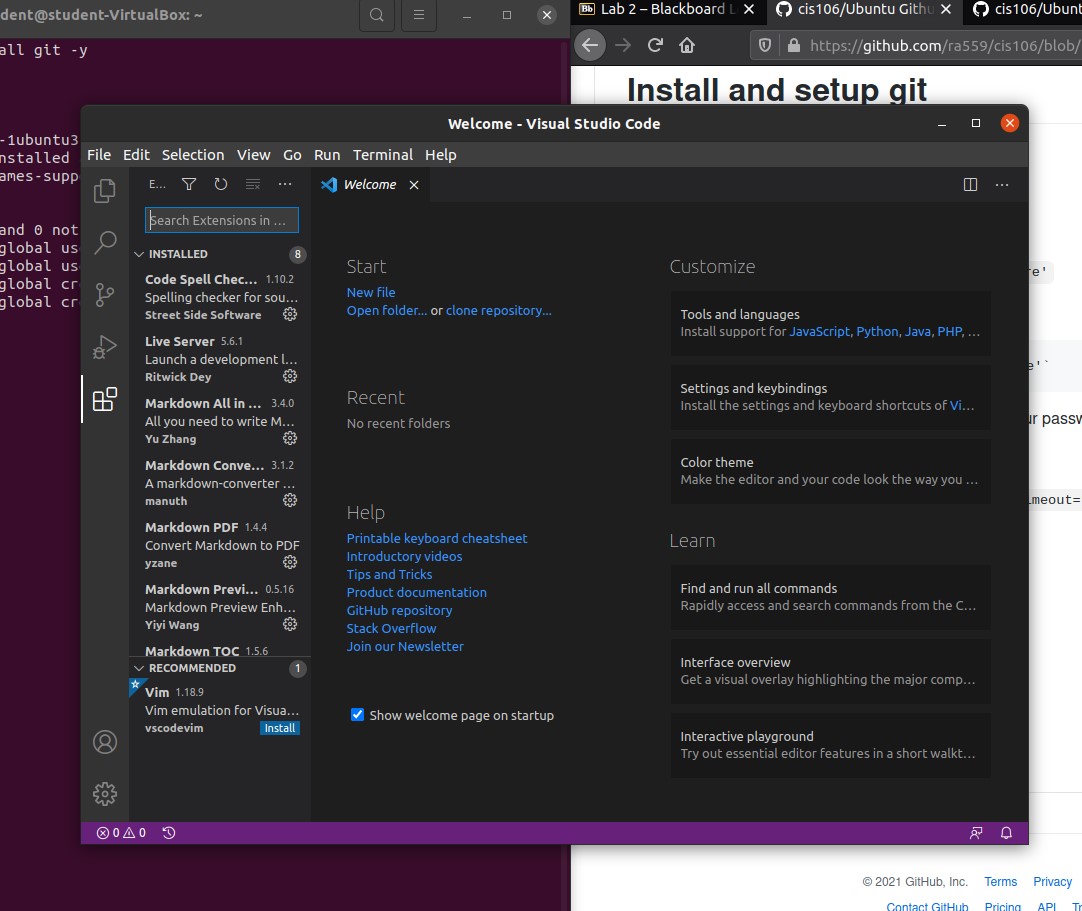 dent@student-VirtualBox: ~
all git -y
-1ubuntu3
nstalled
ames-supp
and 0 not
global us
global us
global cr
global cr
Lab 2 – Blackboard L
cis106/Ubuntu Gith
cis106/Ubunt
https://github.com/ra559/cis106/blob/
Install and setup git
re'
e'`
ur passw
imeout=
© 2021 GitHub, Inc. Terms Privacy
Contact GitHub Pricing API
Welcome - Visual Studio Code
File Edit Selection View Go Run Terminal Help
E...
Welcome
Search Extensions in ...
INSTALLED 8
Code Spell Chec... 1.10.2
Spelling checker for sou...
Street Side Software
Live Server 5.6.1
Launch a development l...
Ritwick Dey
Markdown All in ... 3.4.0
All you need to write M...
Yu Zhang
Markdown Conve... 3.1.2
A markdown-converter ...
manuth
Markdown PDF 1.4.4
Convert Markdown to PDF
yzane
Markdown Previ... 0.5.16
Markdown Preview Enh...
Yiyi Wang
Markdown TOC 1.5.6
RECOMMENDED 1
Vim 1.18.9
Vim emulation for Visua...
vscodevim Install
Start
New file
Open folder... or clone repository...
Recent
No recent folders
Help
Printable keyboard cheatsheet
Introductory videos
Tips and Tricks
Product documentation
GitHub repository
Stack Overflow
Join our Newsletter
Show welcome page on startup
Customize
Tools and languages
Install support for JavaScript, Python, Java, PHP, ...
Settings and keybindings
Install the settings and keyboard shortcuts of Vi...
Color theme
Make the editor and your code look the way you ...
Learn
Find and run all commands
Rapidly access and search commands from the C...
Interface overview
Get a visual overlay highlighting the major comp...
Interactive playground
Try out essential editor features in a short walkt...
0 0